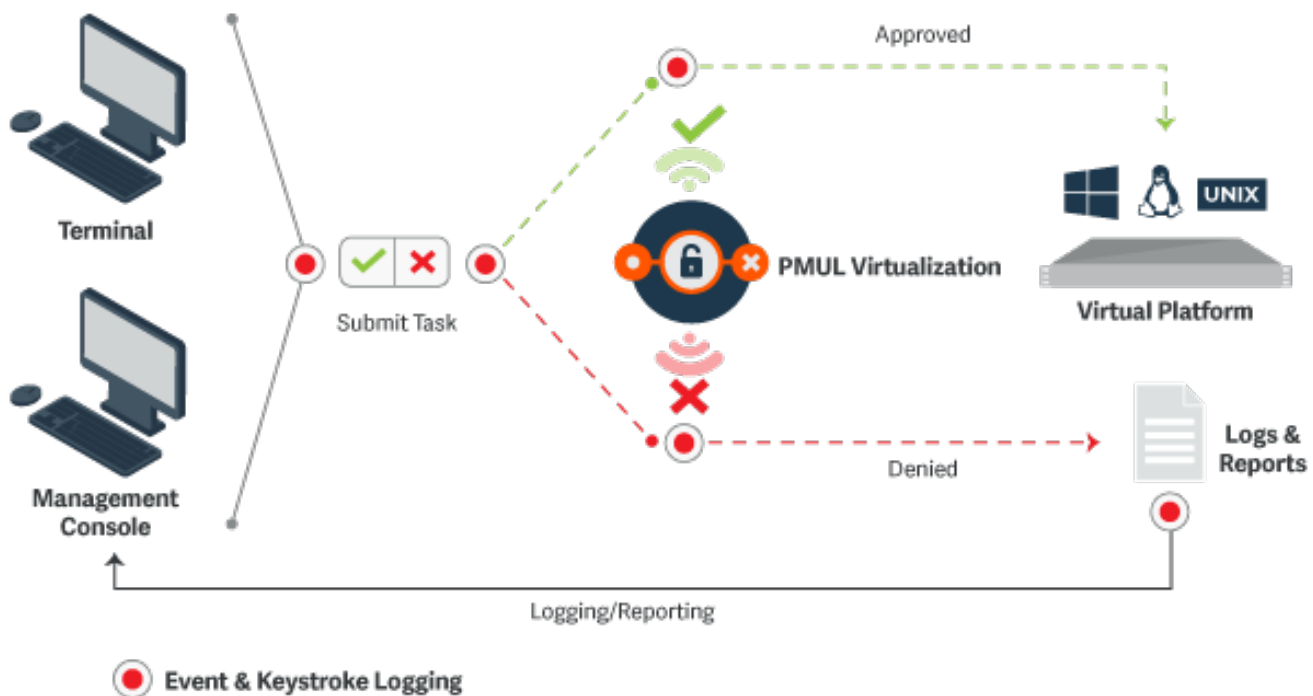 Approved
Terminal
UNIX
PMUL Virtualization
Submit Task
Virtual Platform
Management
Console
Denied
Logs &
Reports
Logging/Reporting
Event & Keystroke Logging